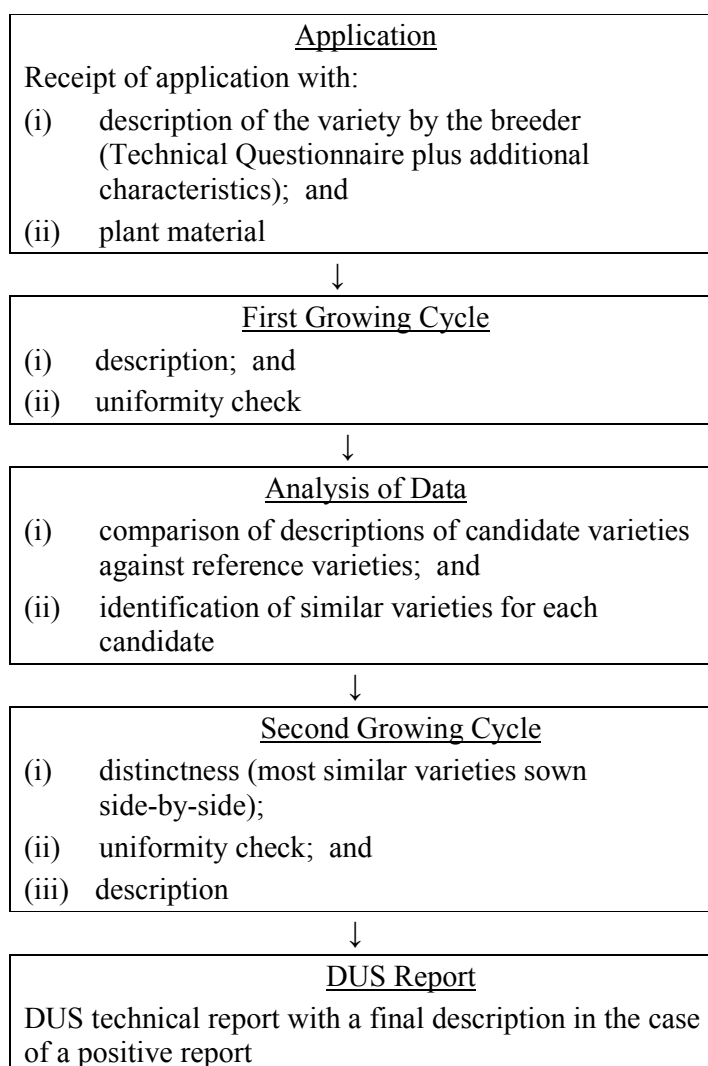 Application
Receipt of application with:
(i) description of the variety by the breeder
(Technical Questionnaire plus additional
characteristics); and
(ii) plant material
↓
First Growing Cycle
(i) description; and
(ii) uniformity check
↓
Analysis of Data
(i) comparison of descriptions of candidate varieties
against reference varieties; and
(ii) identification of similar varieties for each
candidate
↓
Second Growing Cycle
(i) distinctness (most similar varieties sown
side-by-side);
(ii) uniformity check; and
(iii) description
↓
DUS Report
DUS technical report with a final description in the case
of a positive report